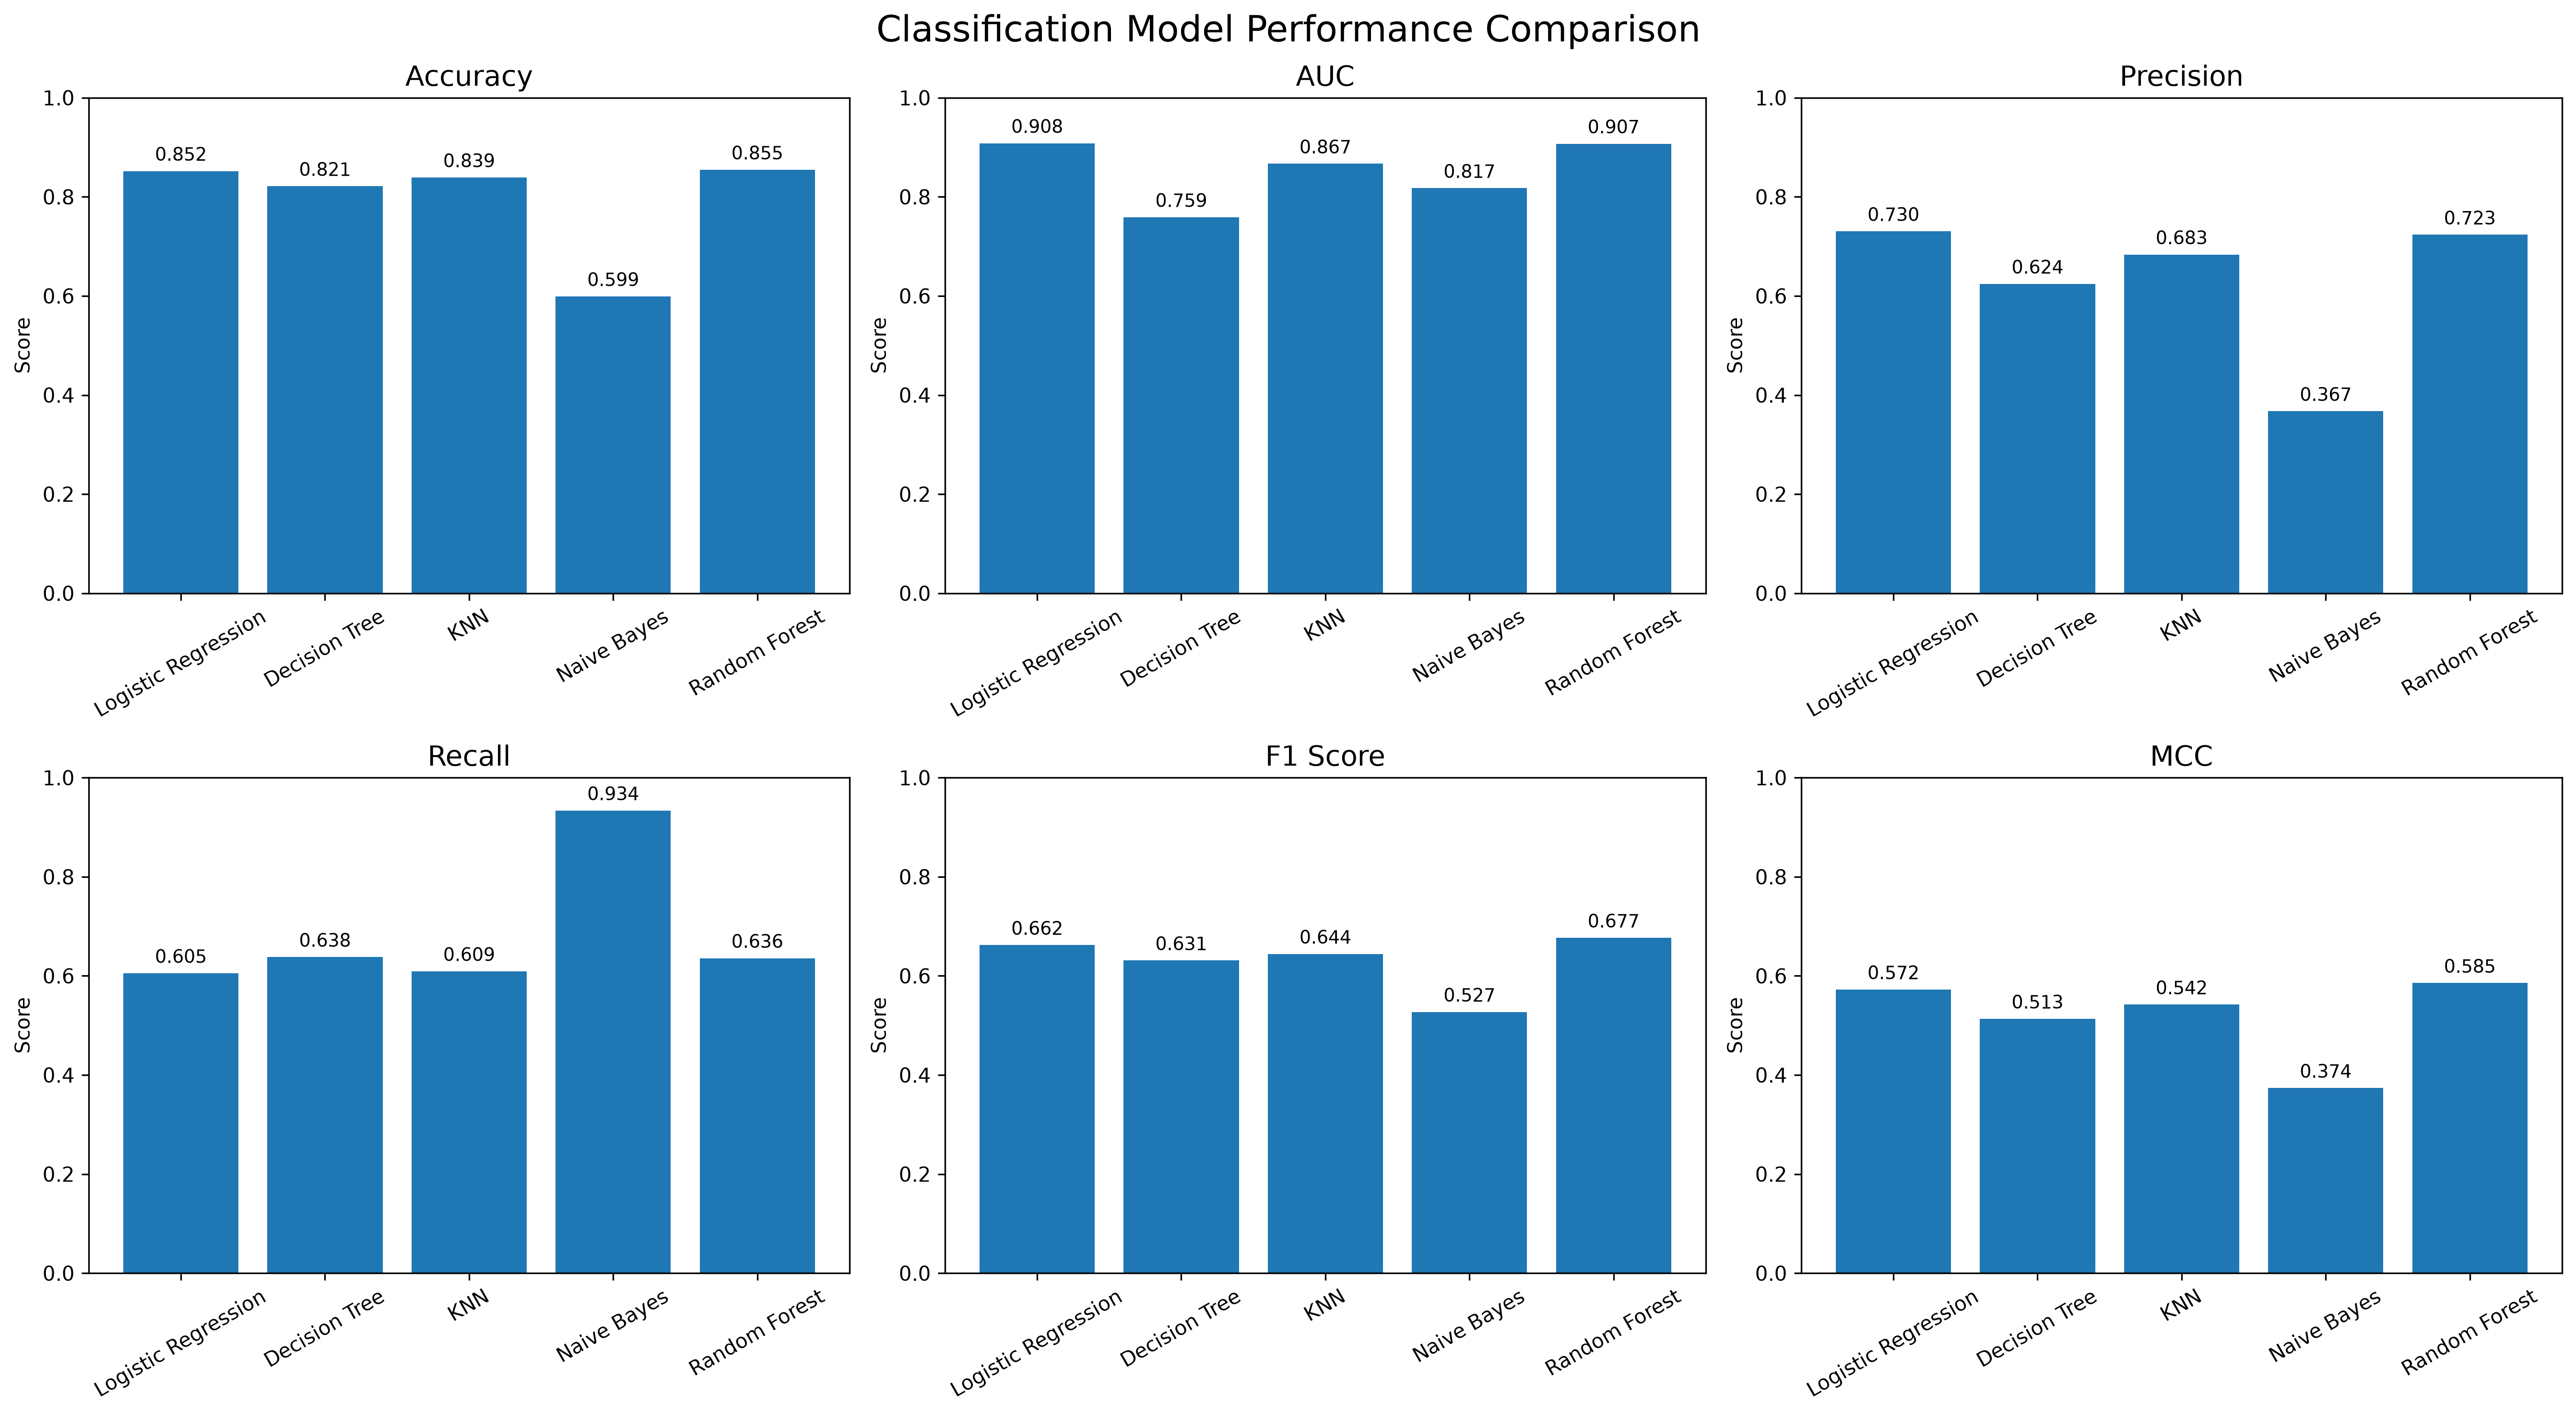 Classification Model Performance Comparison
Accuracy
Score
1.0
0.8
0.6
0.4
0.2
0.0
0.852
0.821
0.839
0.599
0.855
Logistic Regression
Decision Tree
KNN
Naive Bayes
Random Forest
AUC
Score
1.0
0.8
0.6
0.4
0.2
0.0
0.908
0.759
0.867
0.817
0.907
Logistic Regression
Decision Tree
KNN
Naive Bayes
Random Forest
Precision
Score
1.0
0.8
0.6
0.4
0.2
0.0
0.730
0.624
0.683
0.367
0.723
Logistic Regression
Decision Tree
KNN
Naive Bayes
Random Forest
Recall
Score
1.0
0.8
0.6
0.4
0.2
0.0
0.605
0.638
0.609
0.934
0.636
Logistic Regression
Decision Tree
KNN
Naive Bayes
Random Forest
F1 Score
Score
1.0
0.8
0.6
0.4
0.2
0.0
0.662
0.631
0.644
0.527
0.677
Logistic Regression
Decision Tree
KNN
Naive Bayes
Random Forest
MCC
Score
1.0
0.8
0.6
0.4
0.2
0.0
0.572
0.513
0.542
0.374
0.585
Logistic Regression
Decision Tree
KNN
Naive Bayes
Random Forest